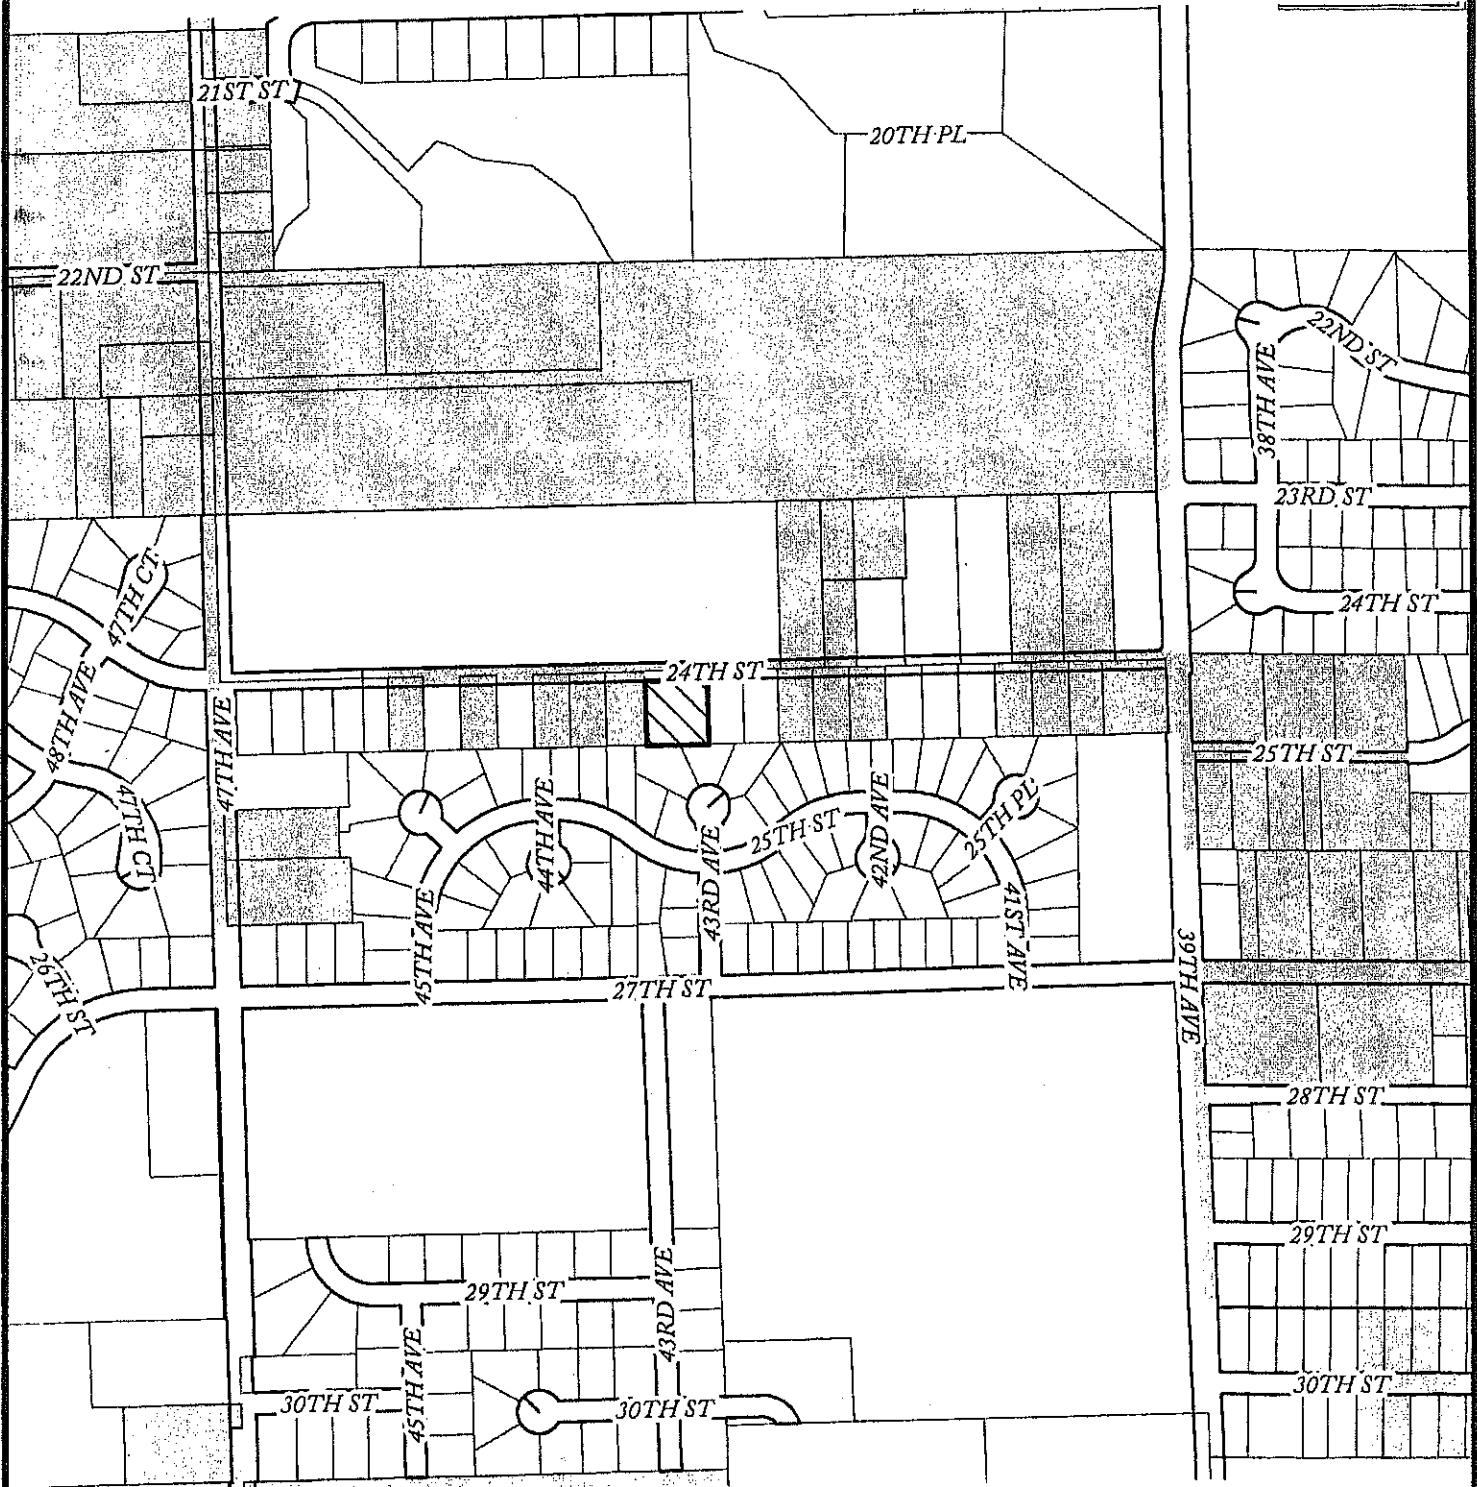 21ST ST
20TH PL
22ND ST
22ND ST
38TH AVE
23RD ST
47TH CT
24TH ST
24TH ST
48TH AVE
47TH AVE
25TH ST
47TH CT
44TH AVE
42ND AVE
25TH PL
25TH ST
43RD AVE
45TH AVE
41ST AVE
39TH AVE
26TH ST
27TH ST
28TH ST
29TH ST
29TH ST
43RD AVE
45TH AVE
30TH ST
30TH ST
30TH ST